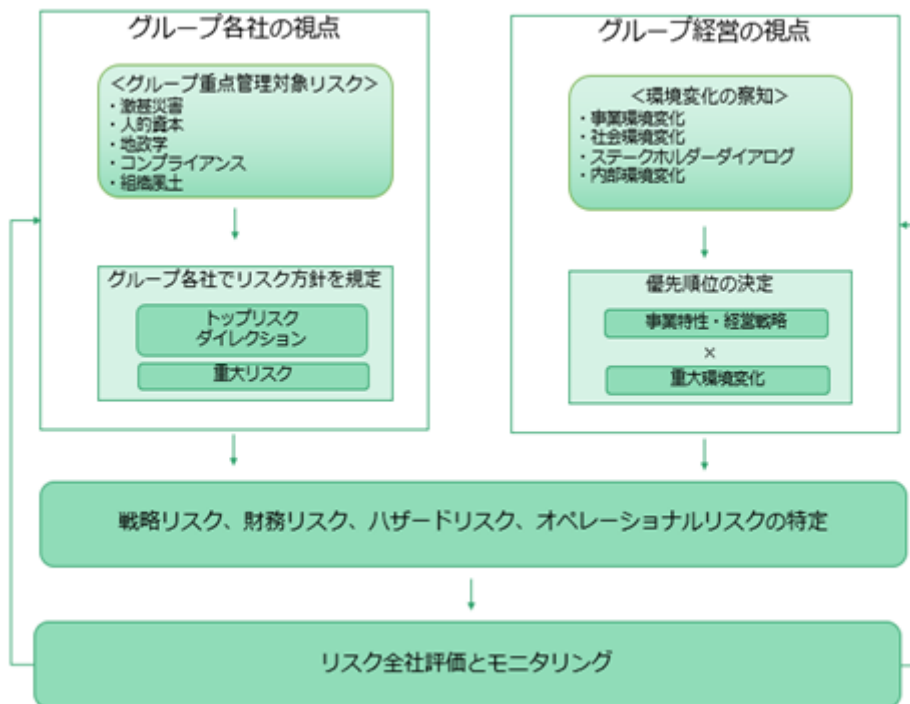 グループ各社の視点
<グループ重点管理対象リスク>
・激甚災害
・人的資本
・地政学
・コンプライアンス
・組織風土
グループ各社でリスク方針を規定
トップリスク
ダイレクション
重大リスク
グループ経営の視点
<環境変化の察知>
・事業環境変化
・社会環境変化
・ステークホルダーダイアログ
・内部環境変化
優先順位の決定
事業特性・経営戦略
×
重大環境変化
戦略リスク、財務リスク、ハザードリスク、オペレーショナルリスクの特定
リスク全社評価とモニタリング